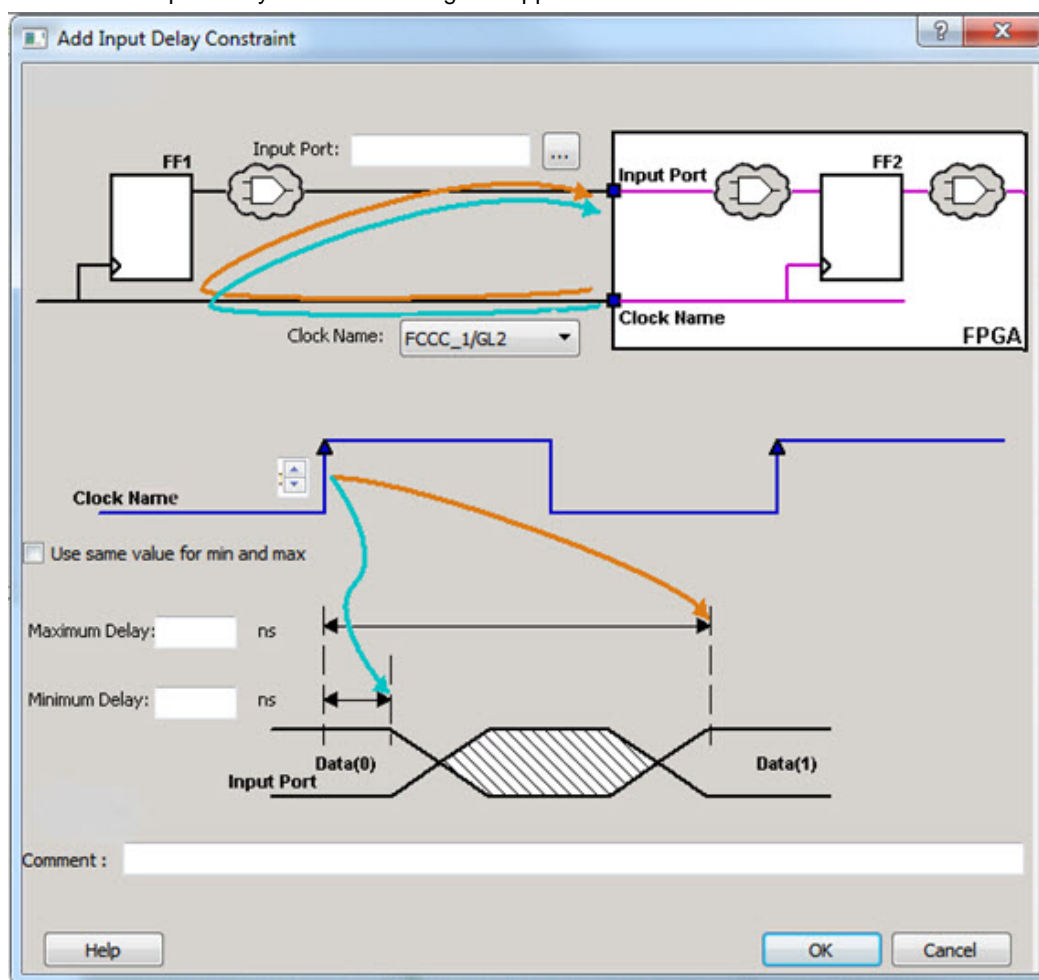 Add Input Delay Constraint
Input Port:
...
FF1
Input Port
FF2
Clock Name:
FCCC_1/GL2
Clock Name
FPGA
Clock Name
Use same value for min and max
Maximum Delay:
ns
Minimum Delay:
ns
Data(0)
Data(1)
Input Port
Comment :
Help
OK
Cancel